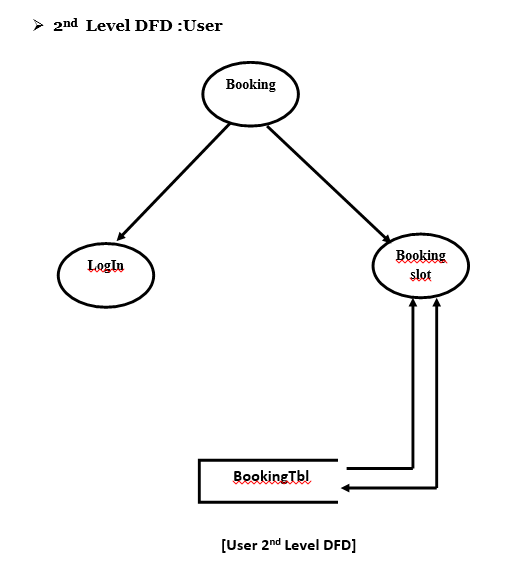 ➢ 2nd Level DFD :User
Booking
LogIn
Booking
slot
BookingTbl
[User 2nd Level DFD]